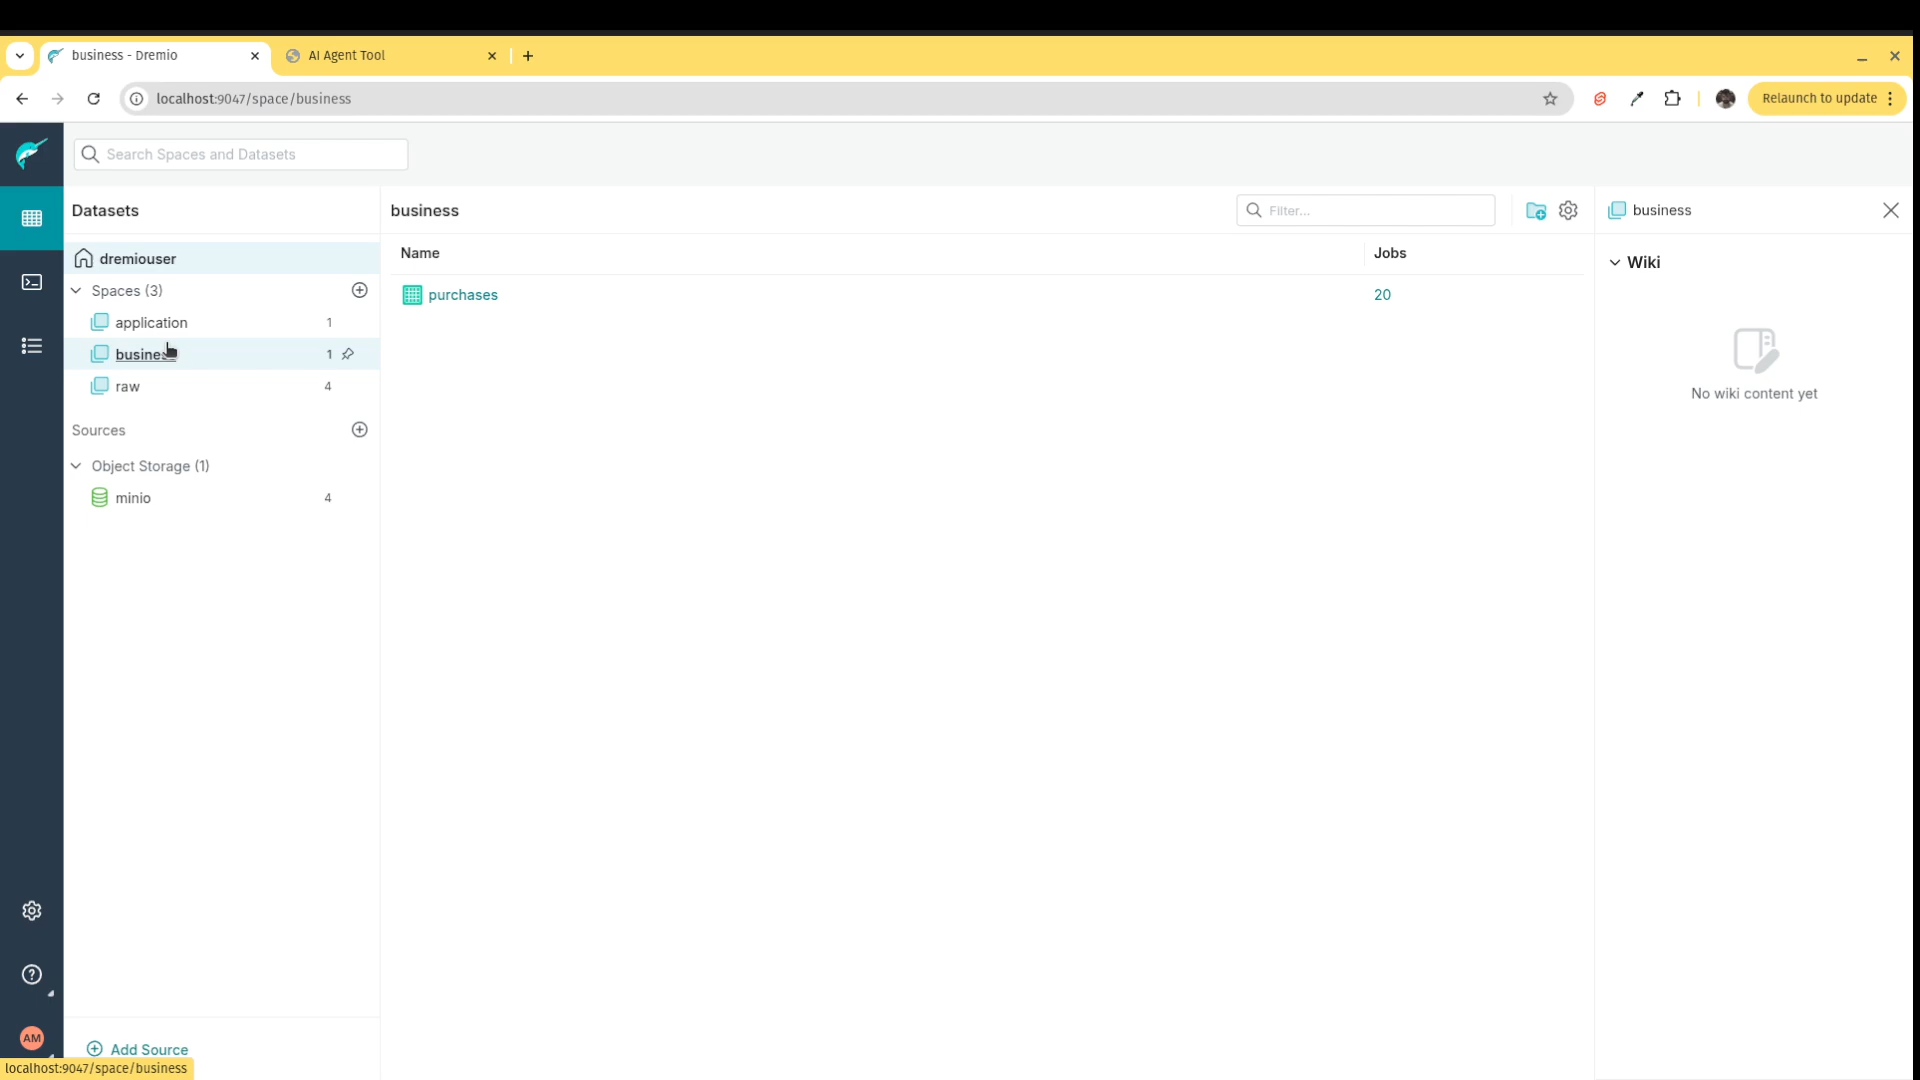 business - Dremio
AI Agent Tool
localhost:9047/space/business
Relaunch to update
Search Spaces and Datasets
Datasets
business
Filter...
business
Name
Jobs
Wiki
dremiouser
purchases
20
Spaces (3)
application
1
business
1
raw
4
No wiki content yet
Sources
Object Storage (1)
minio
4
AM
Add Source
localhost:9047/space/business